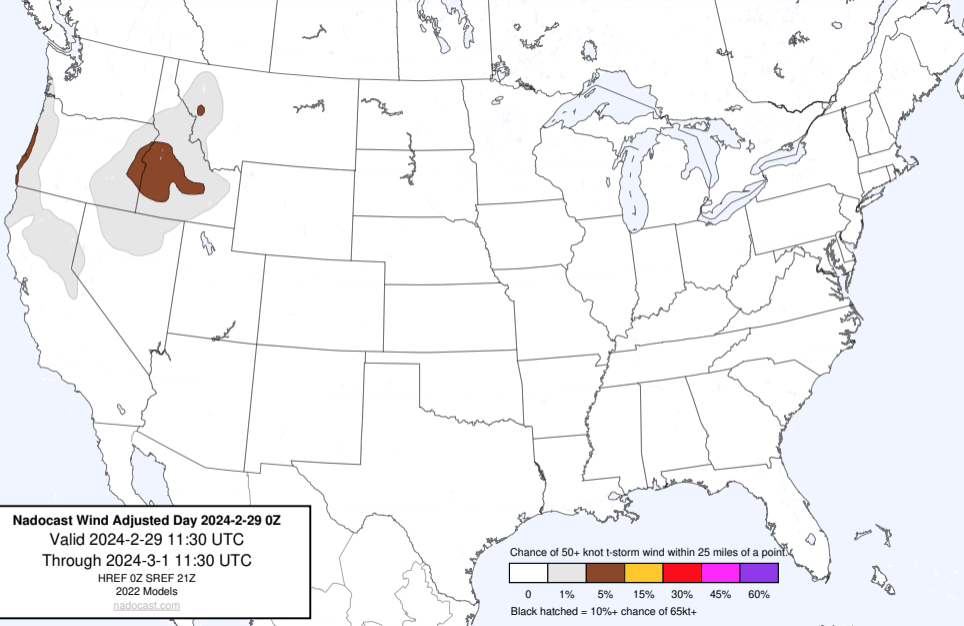 Nadocast Wind Adjusted Day 2024-2-29 0Z
Valid 2024-2-29 11:30 UTC
Through 2024-3-1 11:30 UTC
HREF 0Z SREF 21Z
2022 Models
nadocast.com
Chance of 50+ knot t-storm wind within 25 miles of a point.
0 1% 5% 15% 30% 45% 60%
Black hatched = 10%+ chance of 65kt+